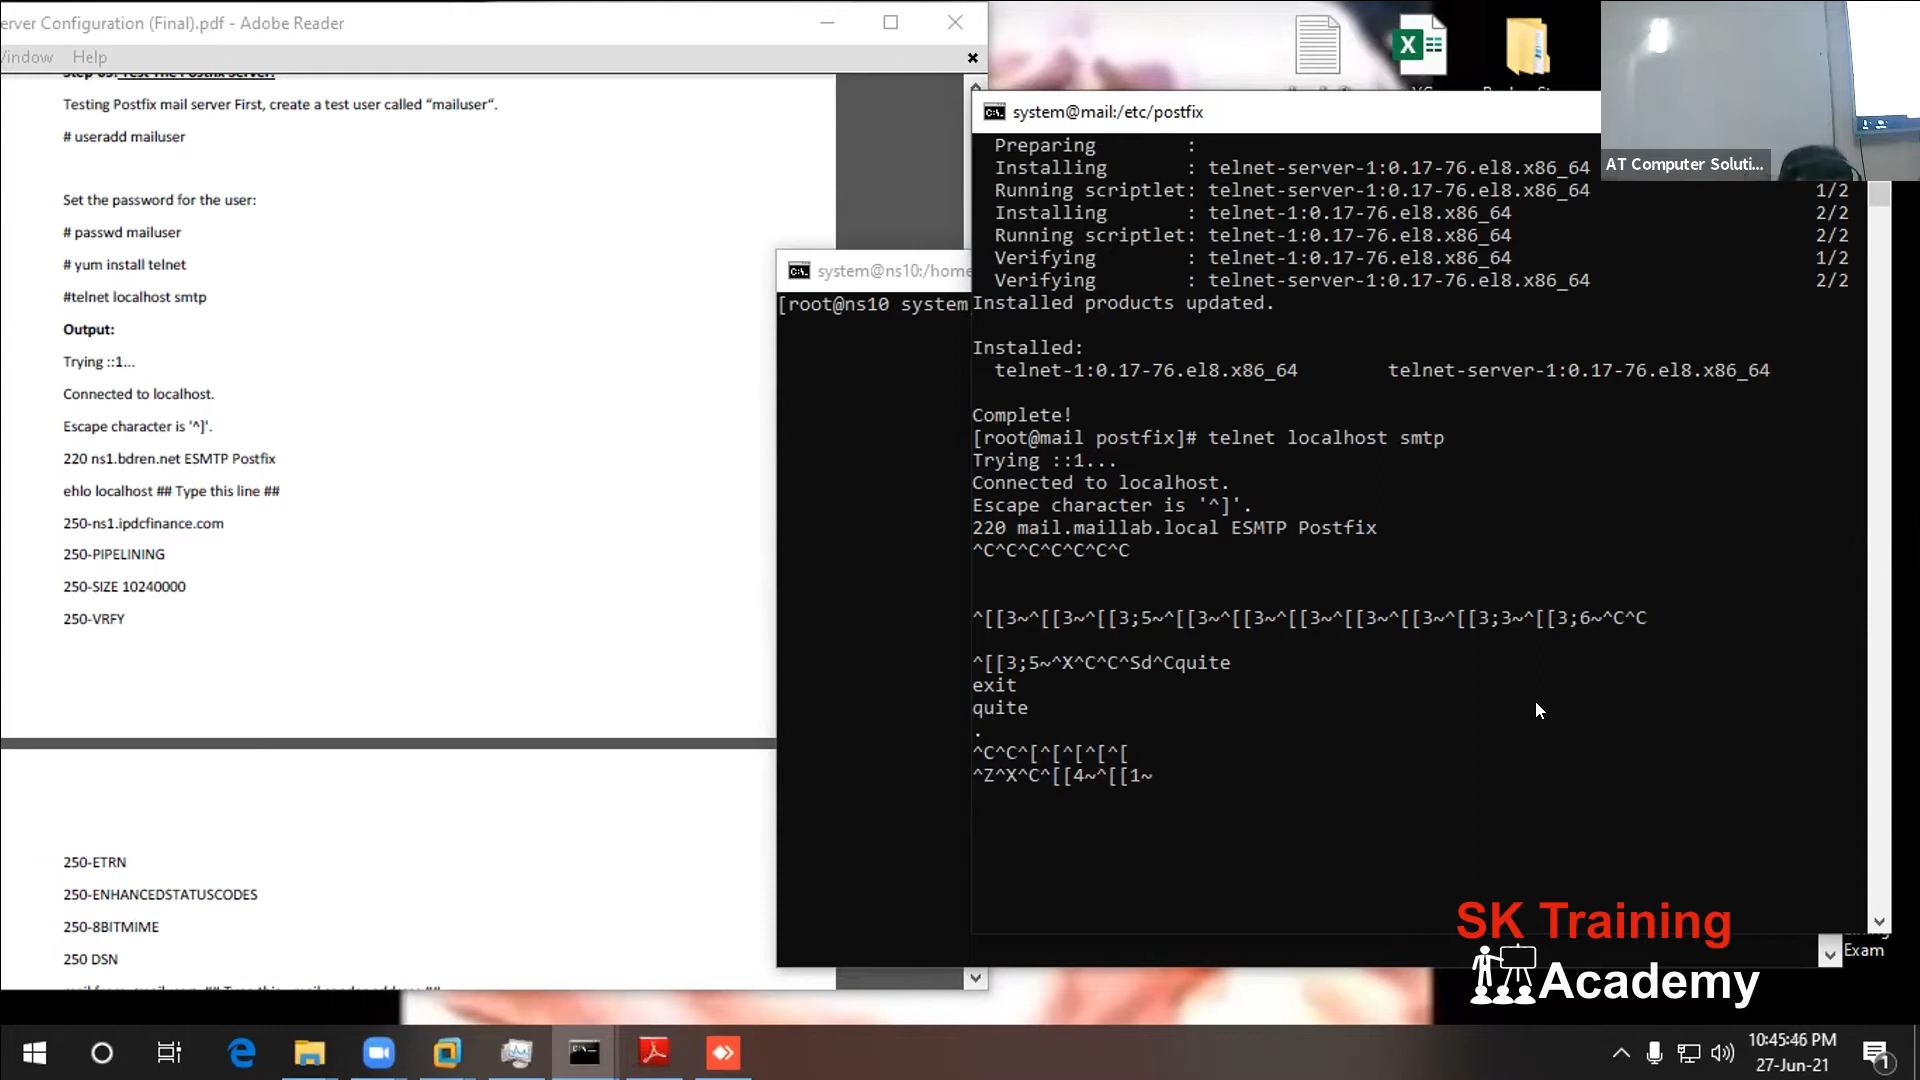 erver Configuration (Final).pdf - Adobe Reader
Window Help
Step 05: Test The Postfix Server:
Testing Postfix mail server First, create a test user called “mailuser“.
# useradd mailuser
Set the password for the user:
# passwd mailuser
# yum install telnet
#telnet localhost smtp
Output:
Trying ::1...
Connected to localhost.
Escape character is '^]'.
220 ns1.bdren.net ESMTP Postfix
ehlo localhost ## Type this line ##
250-ns1.ipdcfinance.com
250-PIPELINING
250-SIZE 10240000
250-VRFY
250-ETRN
250-ENHANCEDSTATUSCODES
250-8BITMIME
250 DSN
system@ns10:/home
[root@ns10 system
system@mail:/etc/postfix
Preparing :
Installing : telnet-server-1:0.17-76.el8.x86_64
Running scriptlet: telnet-server-1:0.17-76.el8.x86_64 1/2
Installing : telnet-1:0.17-76.el8.x86_64 2/2
Running scriptlet: telnet-1:0.17-76.el8.x86_64 2/2
Verifying : telnet-1:0.17-76.el8.x86_64 1/2
Verifying : telnet-server-1:0.17-76.el8.x86_64 2/2
Installed products updated.
Installed:
telnet-1:0.17-76.el8.x86_64 telnet-server-1:0.17-76.el8.x86_64
Complete!
[root@mail postfix]# telnet localhost smtp
Trying ::1...
Connected to localhost.
Escape character is '^]'.
220 mail.maillab.local ESMTP Postfix
^C^C^C^C^C^C^C
^[[3~^[[3~^[[3;5~^[[3~^[[3~^[[3~^[[3~^[[3~^[[3;3~^[[3;6~^C^C
^[[3;5~^X^C^C^Sd^Cquite
exit
quite
.
^C^C^[^[^[^[^[
^Z^X^C^[[4~^[[1~
AT Computer Soluti...
Exam
SK Training
Academy
10:45:46 PM
27-Jun-21
1